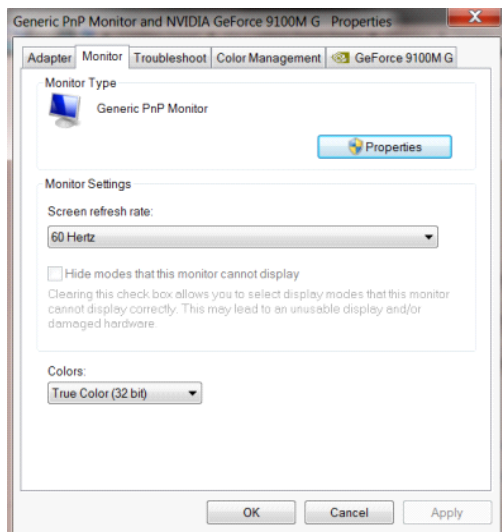 Generic PnP Monitor and NVIDIA GeForce 9100M G Properties
Adapter Monitor Troubleshoot Color Management GeForce 9100M G
Monitor Type
Generic PnP Monitor
Properties
Monitor Settings
Screen refresh rate:
60 Hertz
Hide modes that this monitor cannot display
Clearing this check box allows you to select display modes that this monitor
cannot display correctly. This may lead to an unusable display and/or
damaged hardware.
Colors:
True Color (32 bit)
OK Cancel Apply